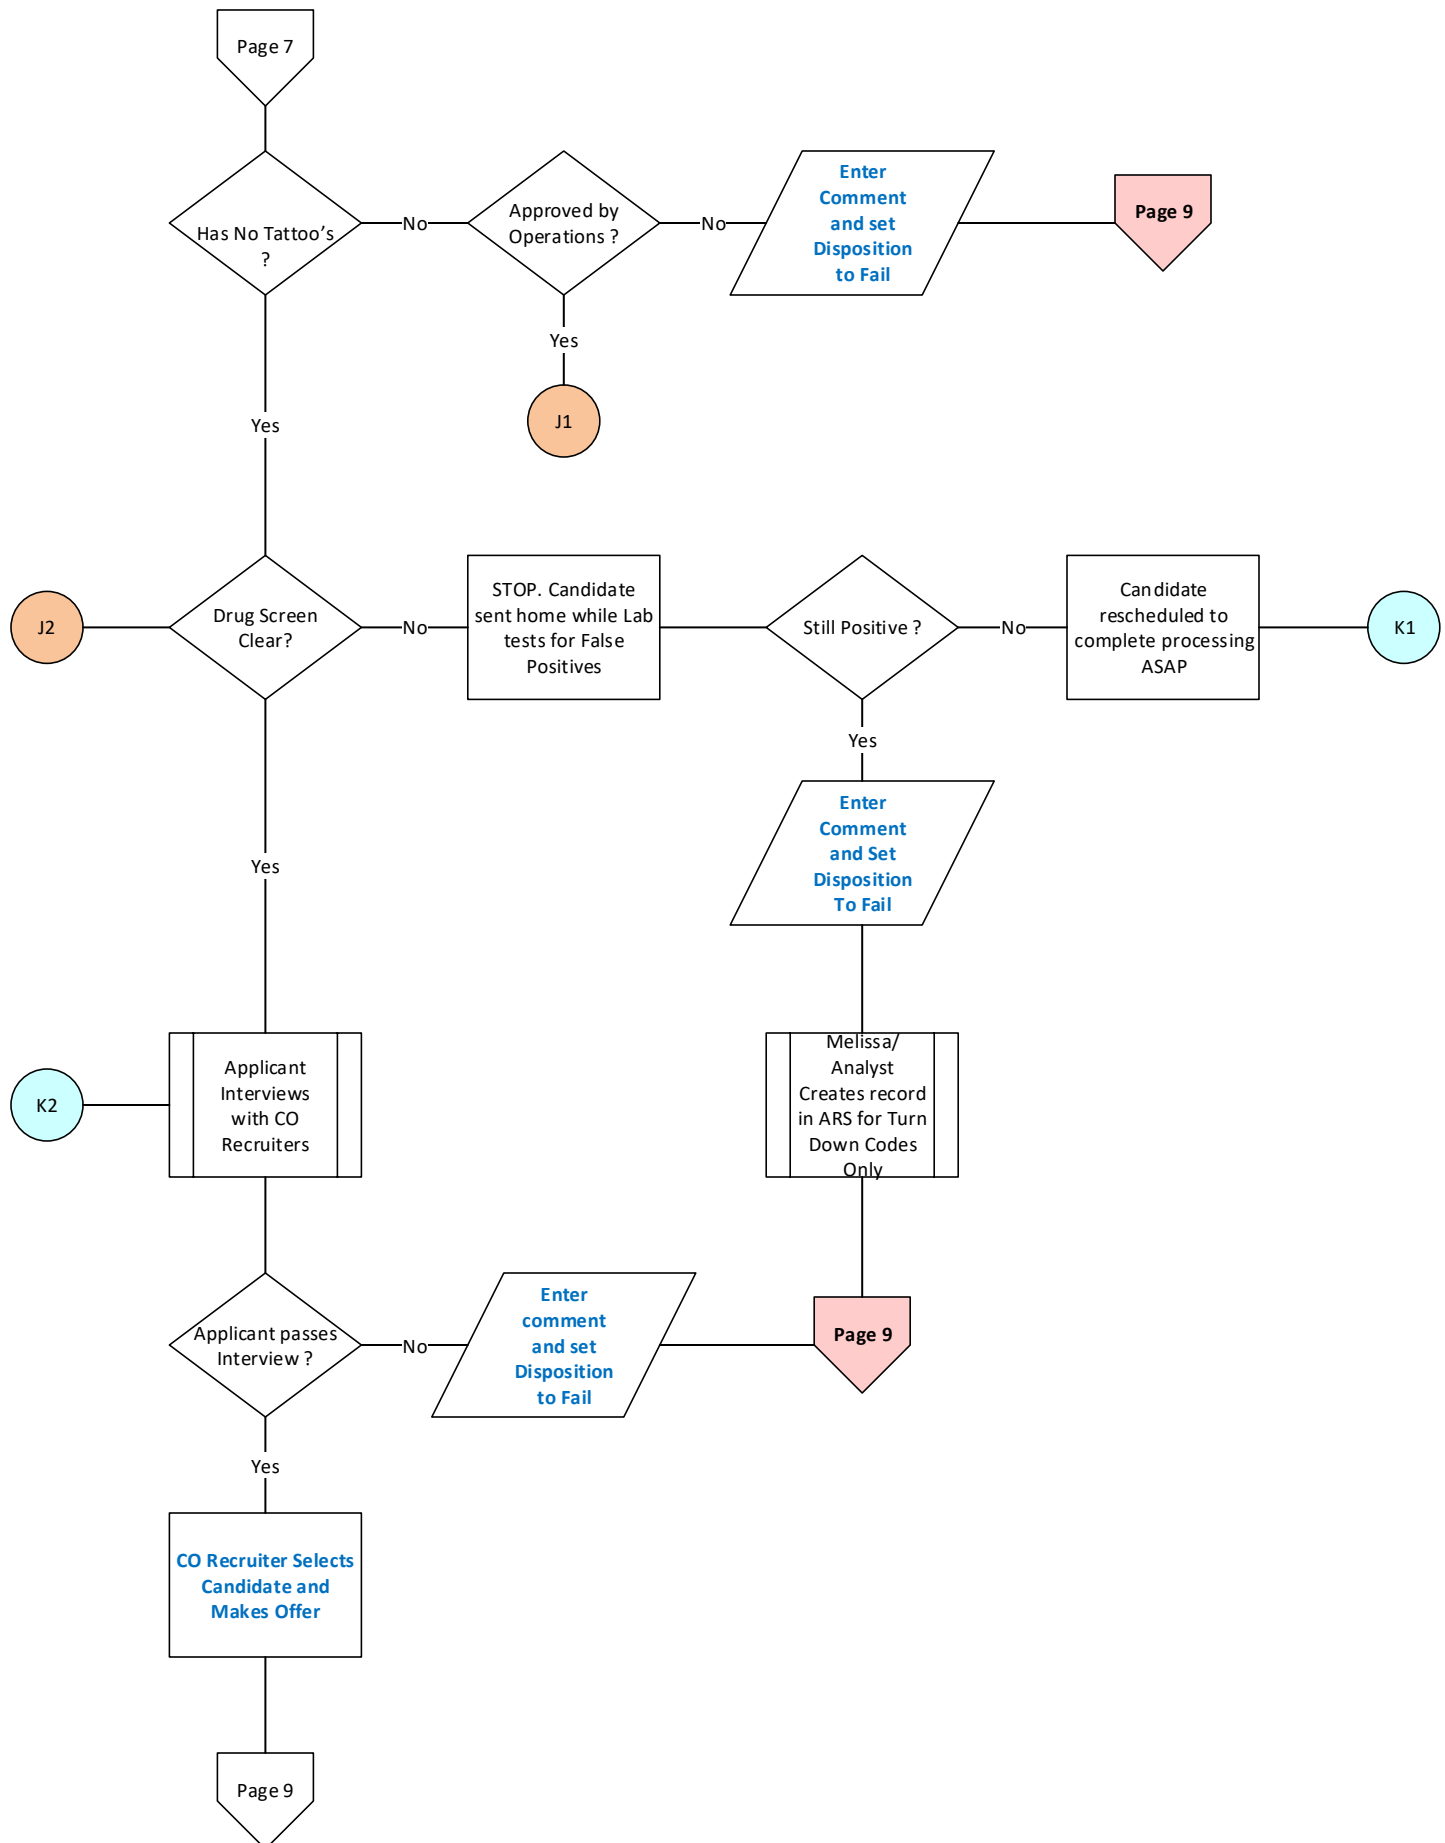 Page 7
Has No Tattoo's
?
No
Approved by
Operations ?
No
Enter
Comment
and set
Disposition
to Fail
Page 9
Yes
J1
Yes
J2
Drug Screen
Clear?
No
STOP. Candidate
sent home while Lab
tests for False
Positives
Still Positive ?
No
Candidate
rescheduled to
complete processing
ASAP
K1
Yes
Enter
Comment
and Set
Disposition
To Fail
Yes
K2
Applicant
Interviews
with CO
Recruiters
Melissa/
Analyst
Creates record
in ARS for Turn
Down Codes
Only
Applicant passes
Interview ?
No
Enter
comment
and set
Disposition
to Fail
Page 9
Yes
CO Recruiter Selects
Candidate and
Makes Offer
Page 9